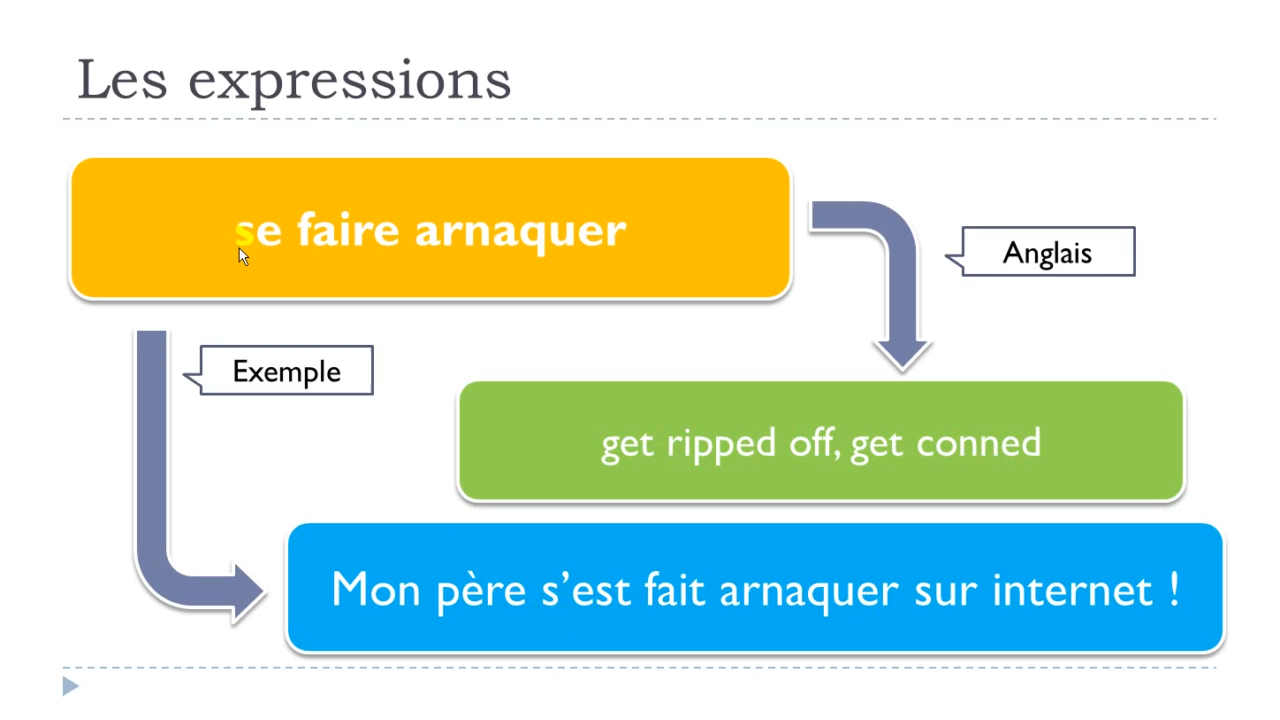 Les expressions
se faire arnaquer
Anglais
Exemple
get ripped off, get conned
Mon père s’est fait arnaquer sur internet !